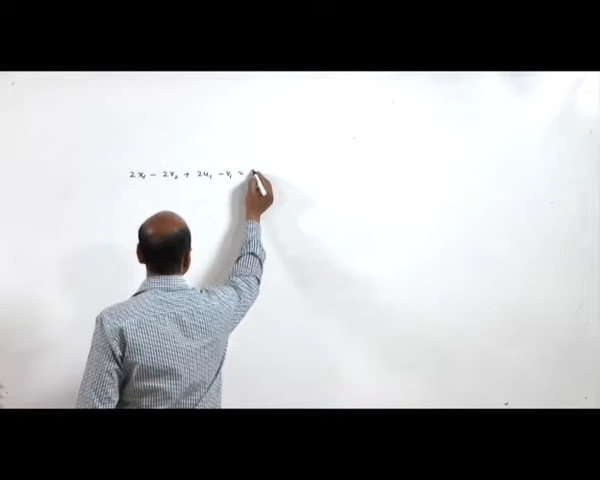 2x₁ - 2x₂ + 2u₁ - v₁ =